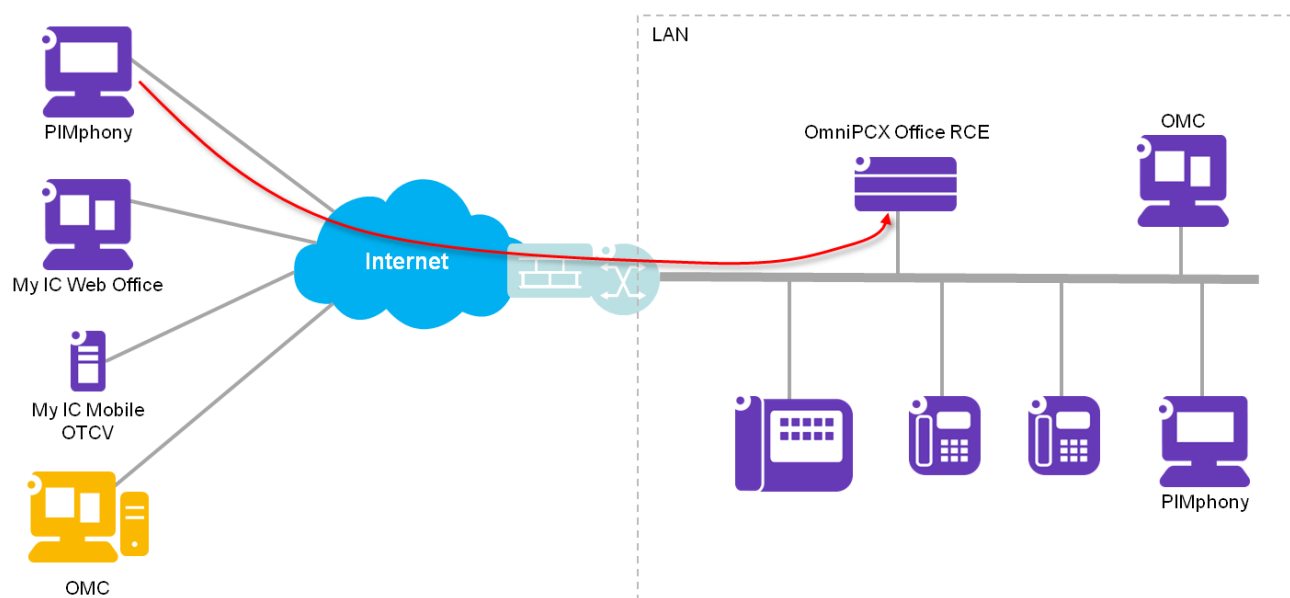 LAN
PIMphony
OmniPCX Office RCE
OMC
My IC Web Office
Internet
My IC Mobile
OTCV
PIMphony
OMC